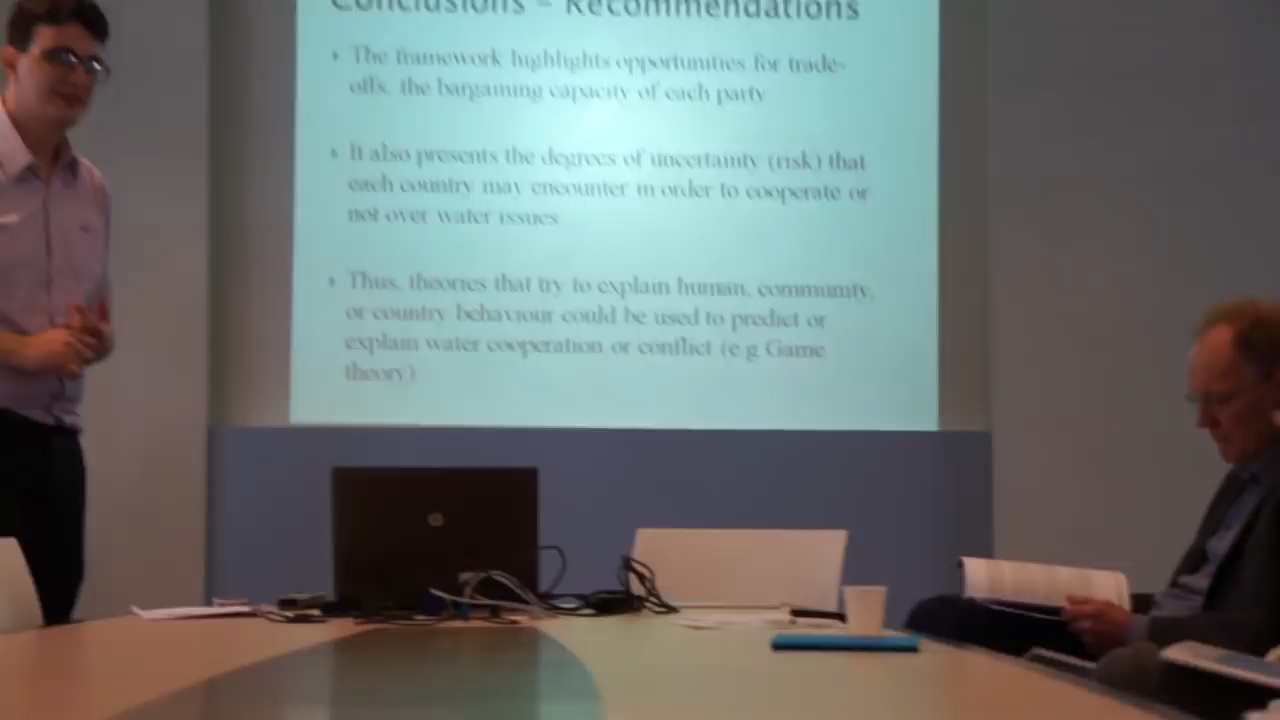 Conclusions - Recommendations
The framework highlights opportunities for trade-
offs, the bargaining capacity of each party
It also presents the degrees of uncertainty (risk) that
each country may encounter in order to cooperate or
not over water issues
Thus, theories that try to explain human, community,
or country behaviour could be used to predict or
explain water cooperation or conflict (e g Game
theory)